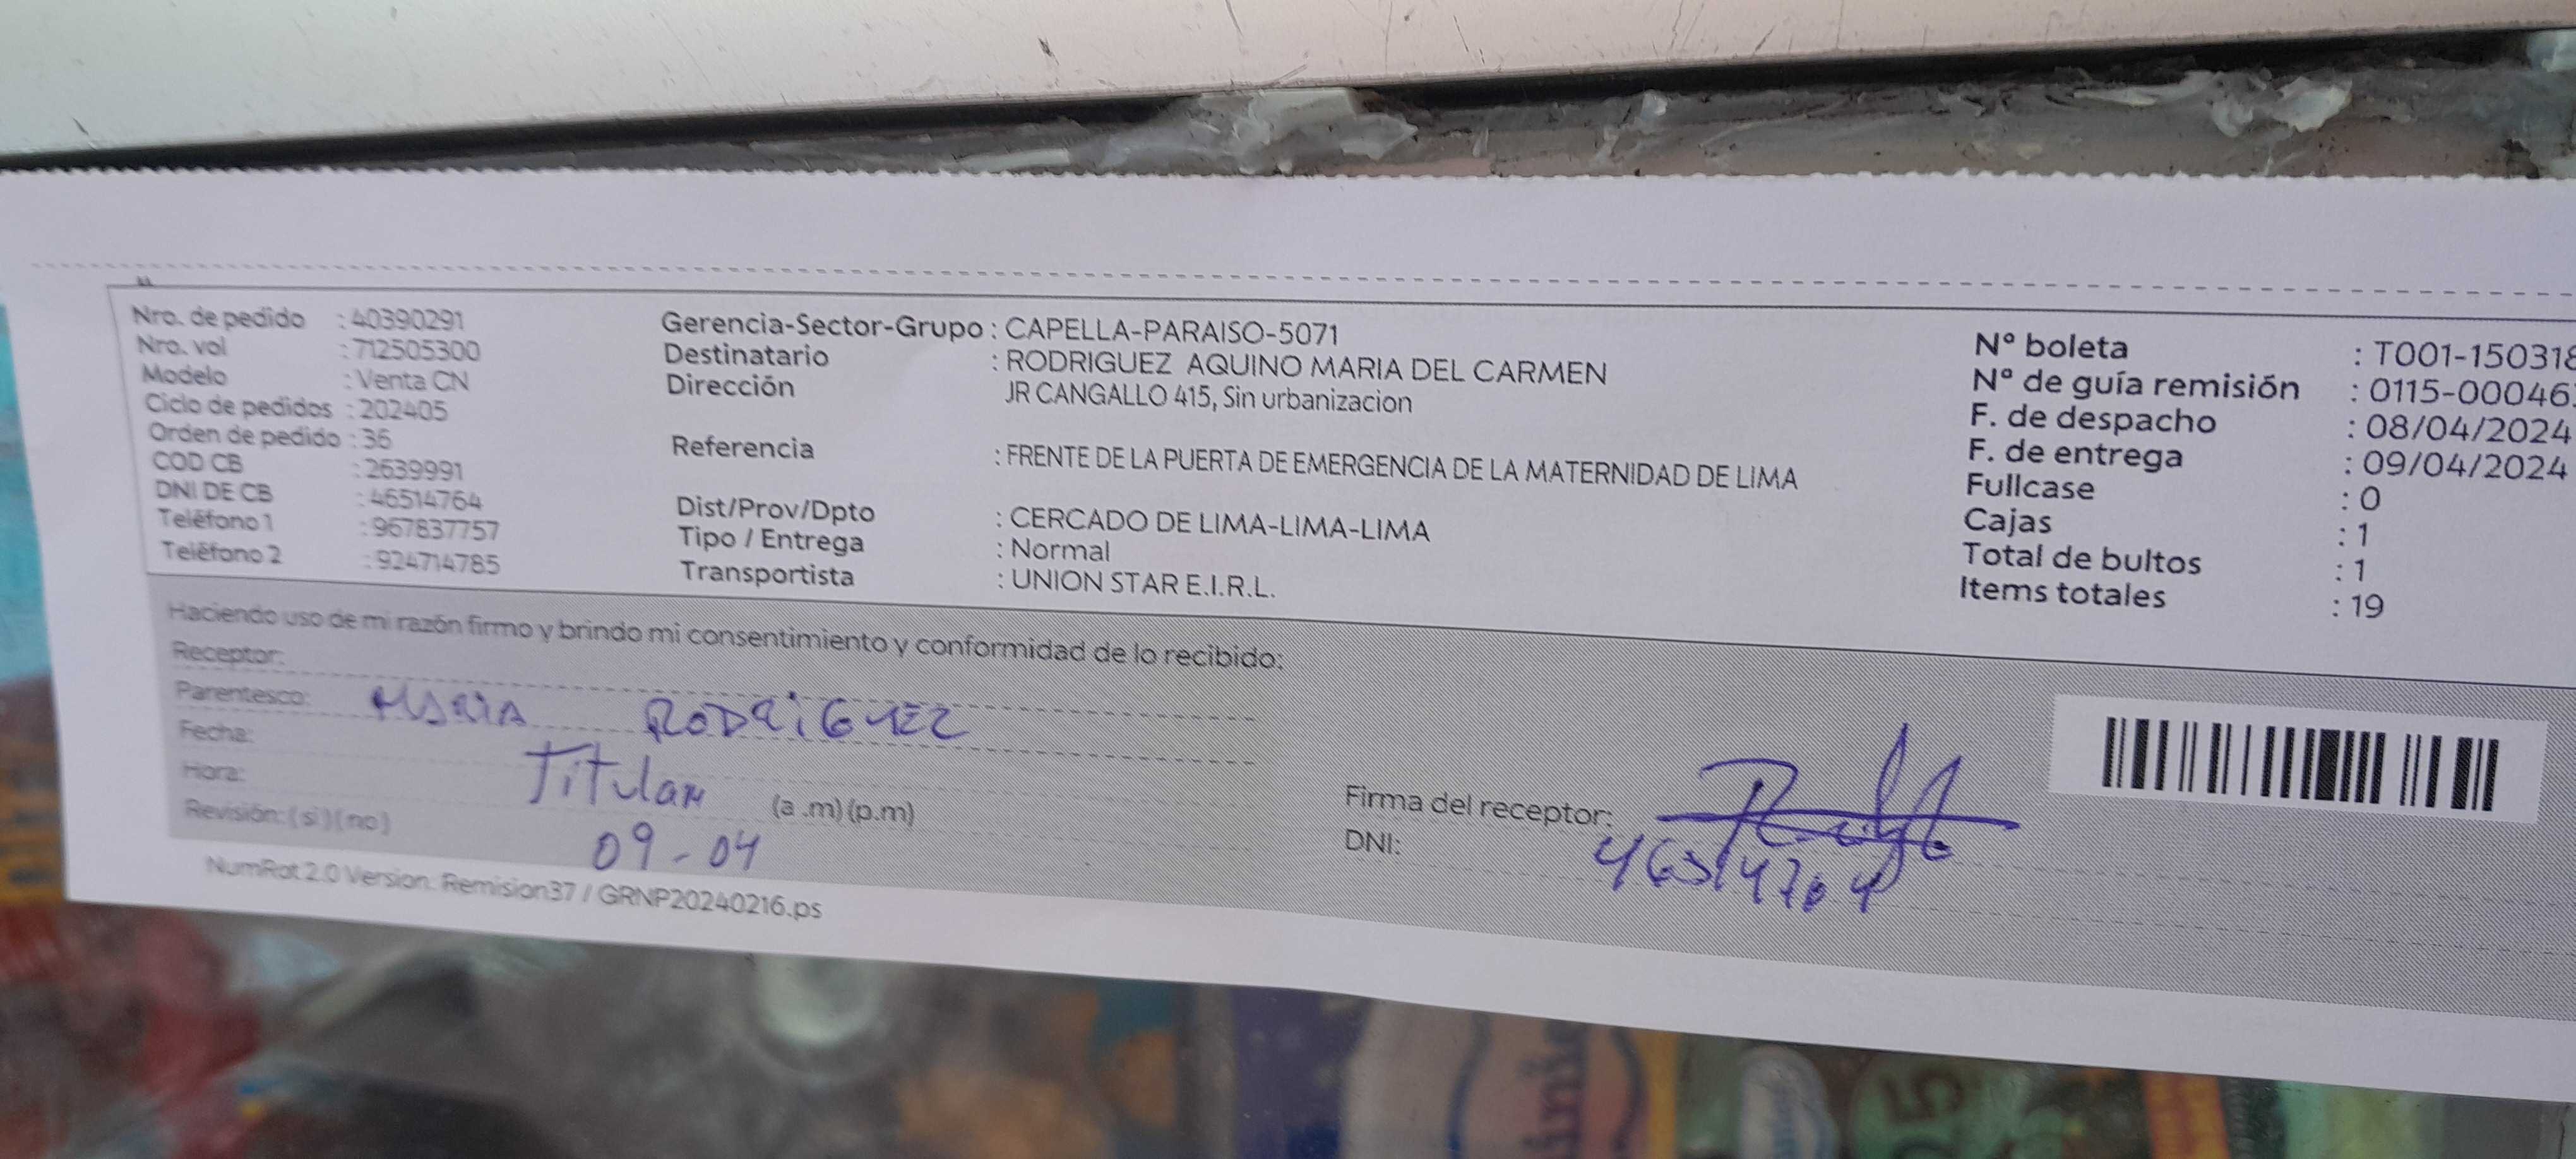 Nro. de pedido : 40390291
Nro. vol : 712505300
Modelo : Venta CN
Ciclo de pedidos : 202405
Orden de pedido : 36
COD CB : 2639991
DNI DE CB : 46514764
Teléfono 1 : 967837757
Teléfono 2 : 924714785
Gerencia-Sector-Grupo : CAPELLA-PARAISO-5071
Destinatario : RODRIGUEZ AQUINO MARIA DEL CARMEN
Dirección JR CANGALLO 415, Sin urbanizacion
Referencia : FRENTE DE LA PUERTA DE EMERGENCIA DE LA MATERNIDAD DE LIMA
Dist/Prov/Dpto : CERCADO DE LIMA-LIMA-LIMA
Tipo / Entrega : Normal
Transportista : UNION STAR E.I.R.L.
N° boleta : T001-150318
N° de guía remisión : 0115-00046
F. de despacho : 08/04/2024
F. de entrega : 09/04/2024
Fullcase : 0
Cajas : 1
Total de bultos : 1
Items totales : 19
Haciendo uso de mi razón firmo y brindo mi consentimiento y conformidad de lo recibido:
Receptor:
Parentesco: MARIA RODRIGUEZ
Fecha:
Titular
Hora: (a .m) (p.m)
Revisión: ( si ) ( no )
09-04
Firma del receptor:
DNI: 46514764
NumRot 2.0 Version: Remision37 / GRNP20240216.ps